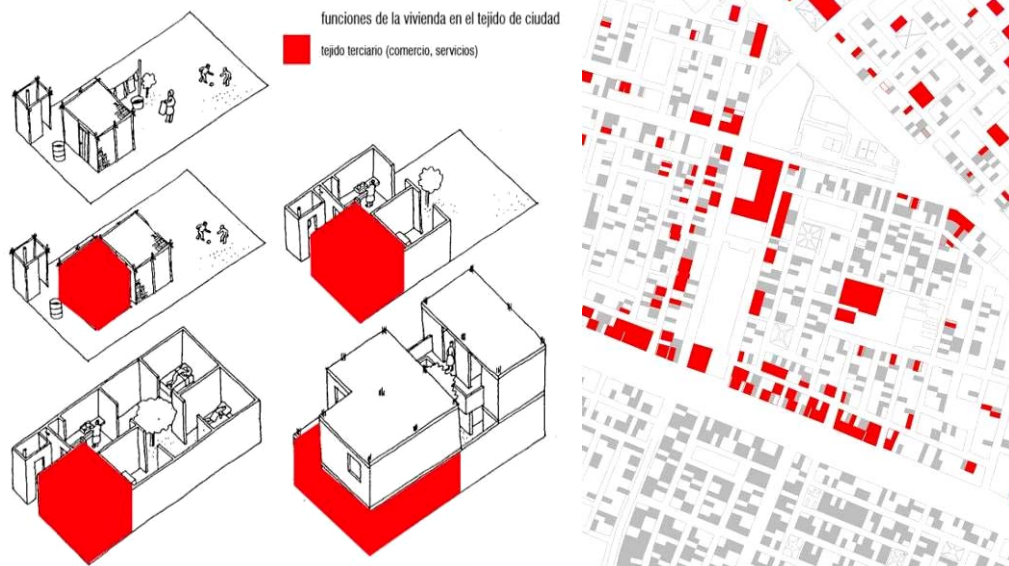 funciones de la vivienda en el tejido de ciudad
tejido terciario (comercio, servicios)